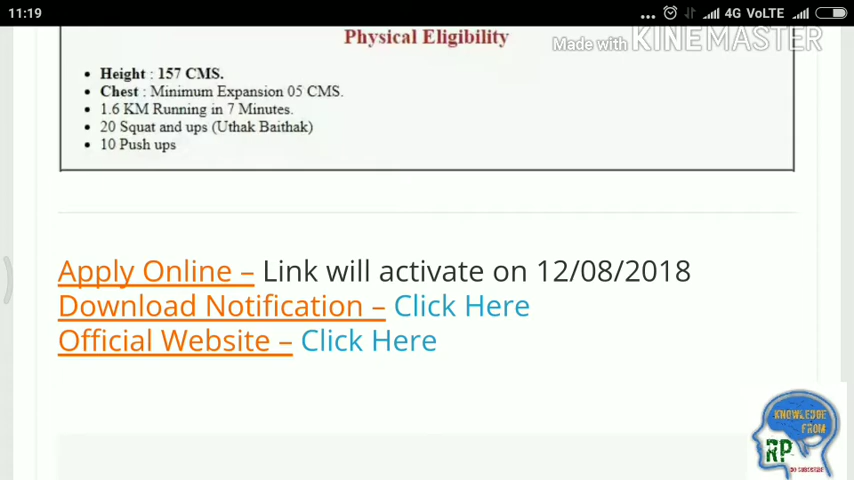 11:19
4G VoLTE
Physical Eligibility
Made with KINEMASTER
• Height : 157 CMS.
• Chest : Minimum Expansion 05 CMS.
• 1.6 KM Running in 7 Minutes.
• 20 Squat and ups (Uthak Baithak)
• 10 Push ups
Apply Online – Link will activate on 12/08/2018
Download Notification – Click Here
Official Website – Click Here
KNOWLEDGE
FROM
RP